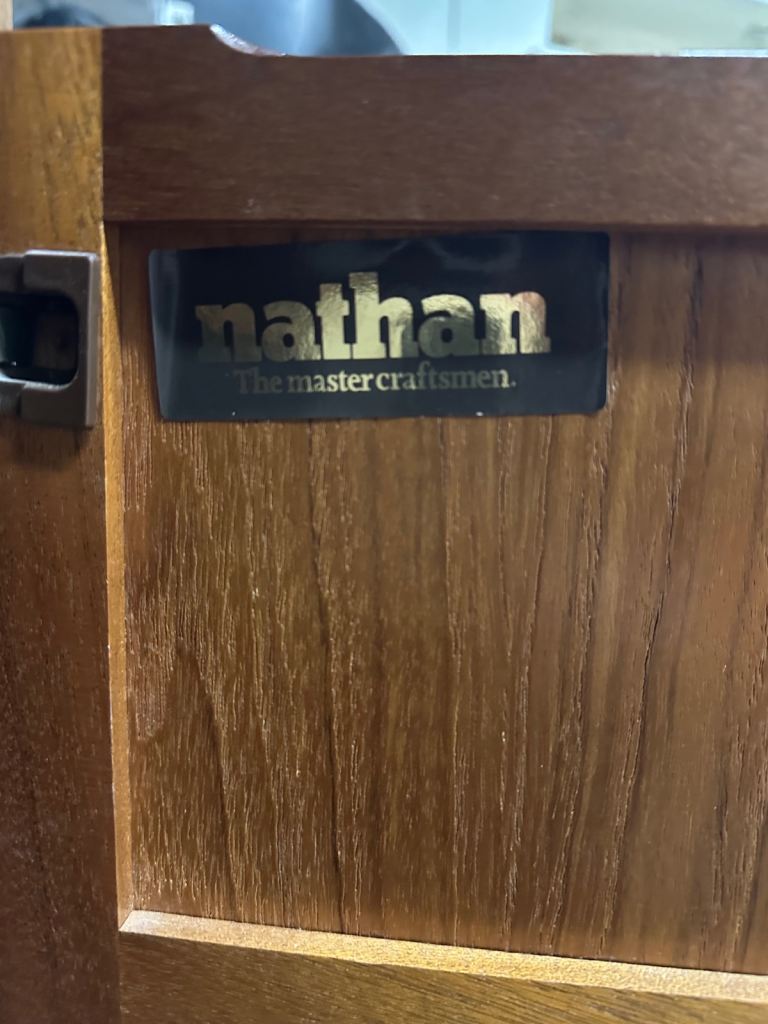 nathan
The master craftsmen.